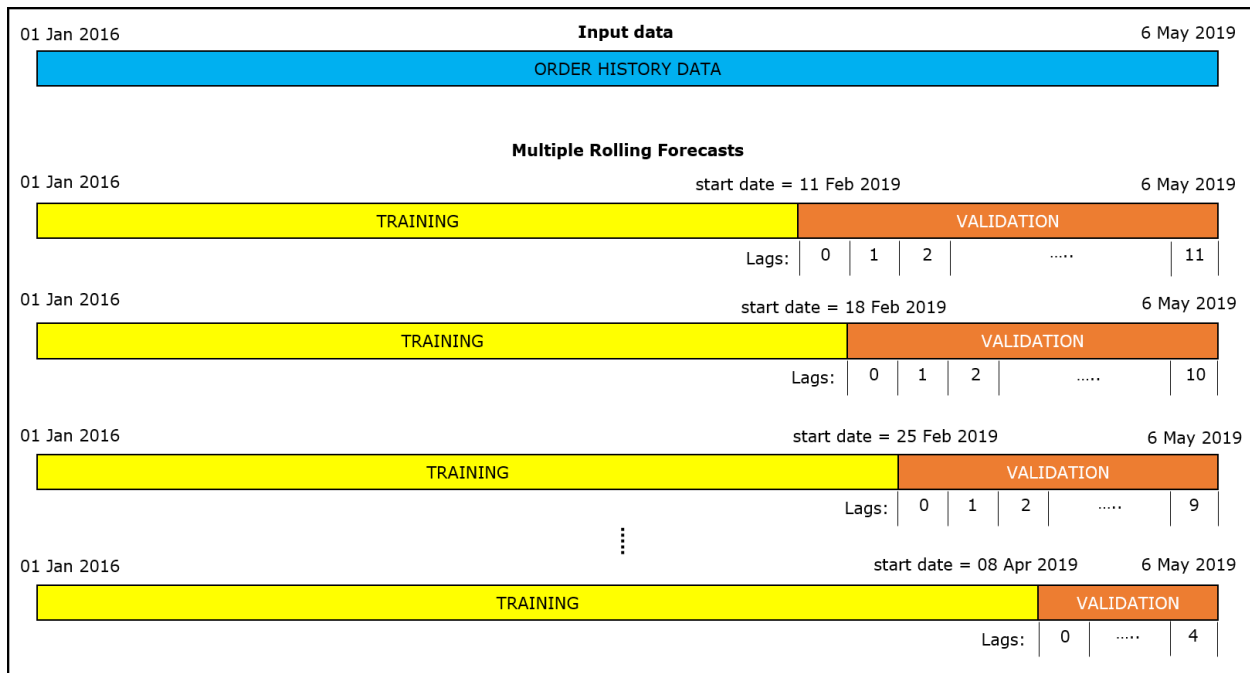 01 Jan 2016 Input data 6 May 2019
ORDER HISTORY DATA
Multiple Rolling Forecasts
01 Jan 2016 start date = 11 Feb 2019 6 May 2019
TRAINING VALIDATION
Lags: 0 1 2 ..... 11
01 Jan 2016 start date = 18 Feb 2019 6 May 2019
TRAINING VALIDATION
Lags: 0 1 2 ..... 10
01 Jan 2016 start date = 25 Feb 2019 6 May 2019
TRAINING VALIDATION
Lags: 0 1 2 ..... 9
01 Jan 2016 start date = 08 Apr 2019 6 May 2019
TRAINING VALIDATION
Lags: 0 ..... 4